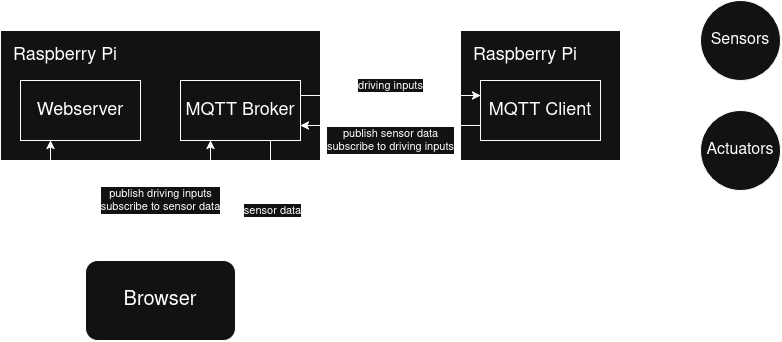 Raspberry Pi
Webserver
MQTT Broker
driving inputs
publish sensor data
subscribe to driving inputs
Raspberry Pi
MQTT Client
Sensors
Actuators
publish driving inputs
subscribe to sensor data
sensor data
Browser